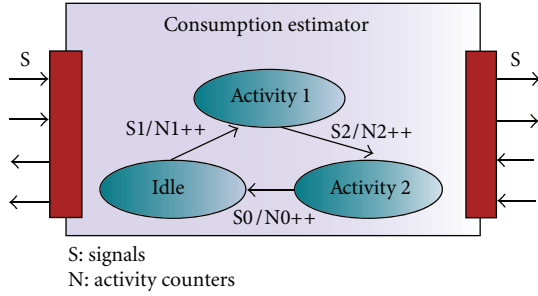 Consumption estimator
S
S
Activity 1
S1/N1++
S2/N2++
Idle
Activity 2
S0/N0++
S: signals
N: activity counters